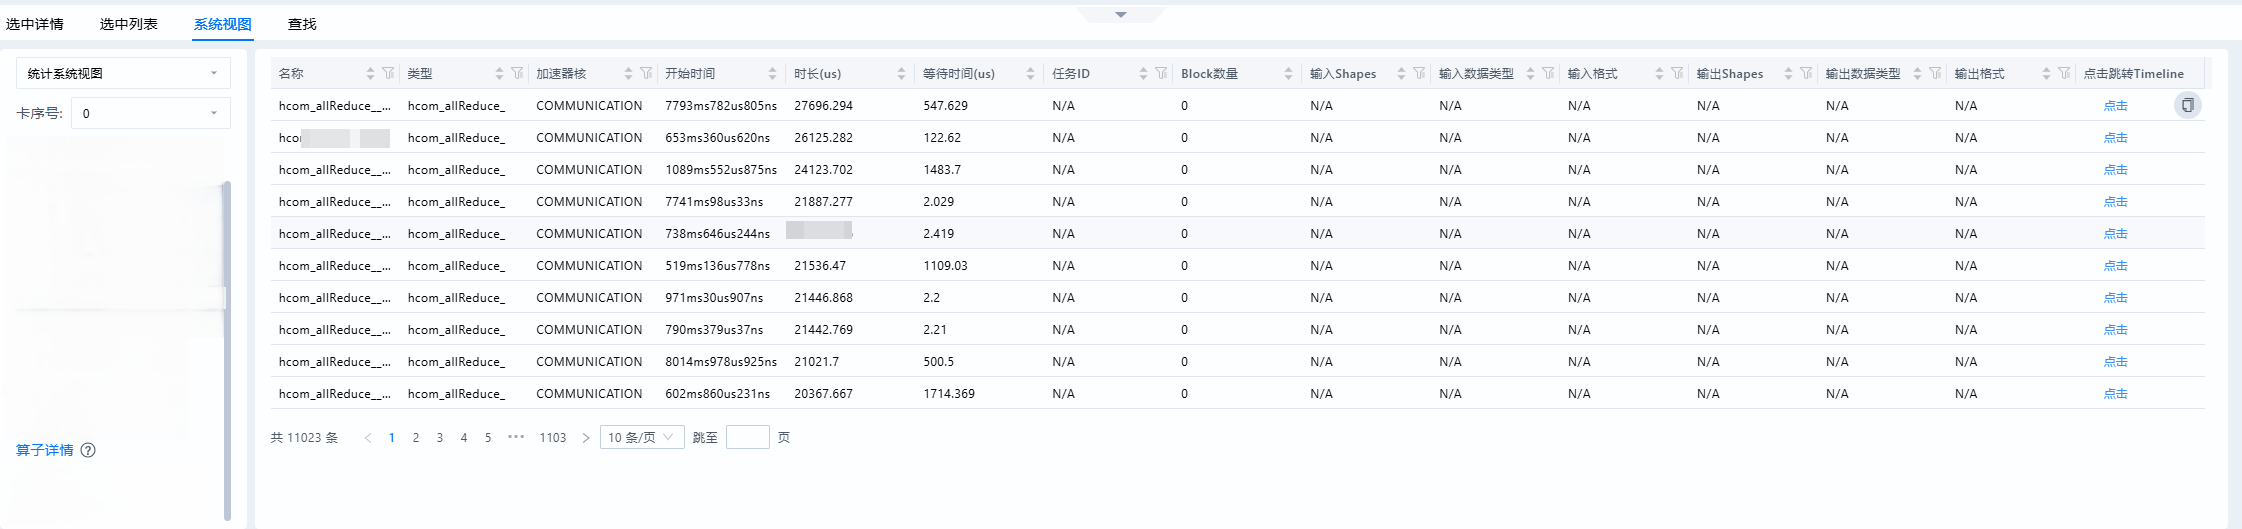 选中详情 选中列表 系统视图 查找
统计系统视图
卡序号: 0
算子详情
名称 类型 加速器核 开始时间 时长(us) 等待时间(us) 任务ID Block数量 输入Shapes 输入数据类型 输入格式 输出Shapes 输出数据类型 输出格式 点击跳转Timeline
hcom_allReduce__... hcom_allReduce_ COMMUNICATION 7793ms782us805ns 27696.294 547.629 N/A 0 N/A N/A N/A N/A N/A N/A 点击
hcom_allReduce_ COMMUNICATION 653ms360us620ns 26125.282 122.62 N/A 0 N/A N/A N/A N/A N/A N/A 点击
hcom_allReduce__... hcom_allReduce_ COMMUNICATION 1089ms552us875ns 24123.702 1483.7 N/A 0 N/A N/A N/A N/A N/A N/A 点击
hcom_allReduce__... hcom_allReduce_ COMMUNICATION 7741ms98us33ns 21887.277 2.029 N/A 0 N/A N/A N/A N/A N/A N/A 点击
hcom_allReduce__... hcom_allReduce_ COMMUNICATION 738ms646us244ns 2.419 N/A 0 N/A N/A N/A N/A N/A N/A 点击
hcom_allReduce__... hcom_allReduce_ COMMUNICATION 519ms136us778ns 21536.47 1109.03 N/A 0 N/A N/A N/A N/A N/A N/A 点击
hcom_allReduce__... hcom_allReduce_ COMMUNICATION 971ms30us907ns 21446.868 2.2 N/A 0 N/A N/A N/A N/A N/A N/A 点击
hcom_allReduce__... hcom_allReduce_ COMMUNICATION 790ms379us37ns 21442.769 2.21 N/A 0 N/A N/A N/A N/A N/A N/A 点击
hcom_allReduce__... hcom_allReduce_ COMMUNICATION 8014ms978us925ns 21021.7 500.5 N/A 0 N/A N/A N/A N/A N/A N/A 点击
hcom_allReduce__... hcom_allReduce_ COMMUNICATION 602ms860us231ns 20367.667 1714.369 N/A 0 N/A N/A N/A N/A N/A N/A 点击
共 11023 条 < 1 2 3 4 5 ••• 1103 > 10 条/页 跳至 页